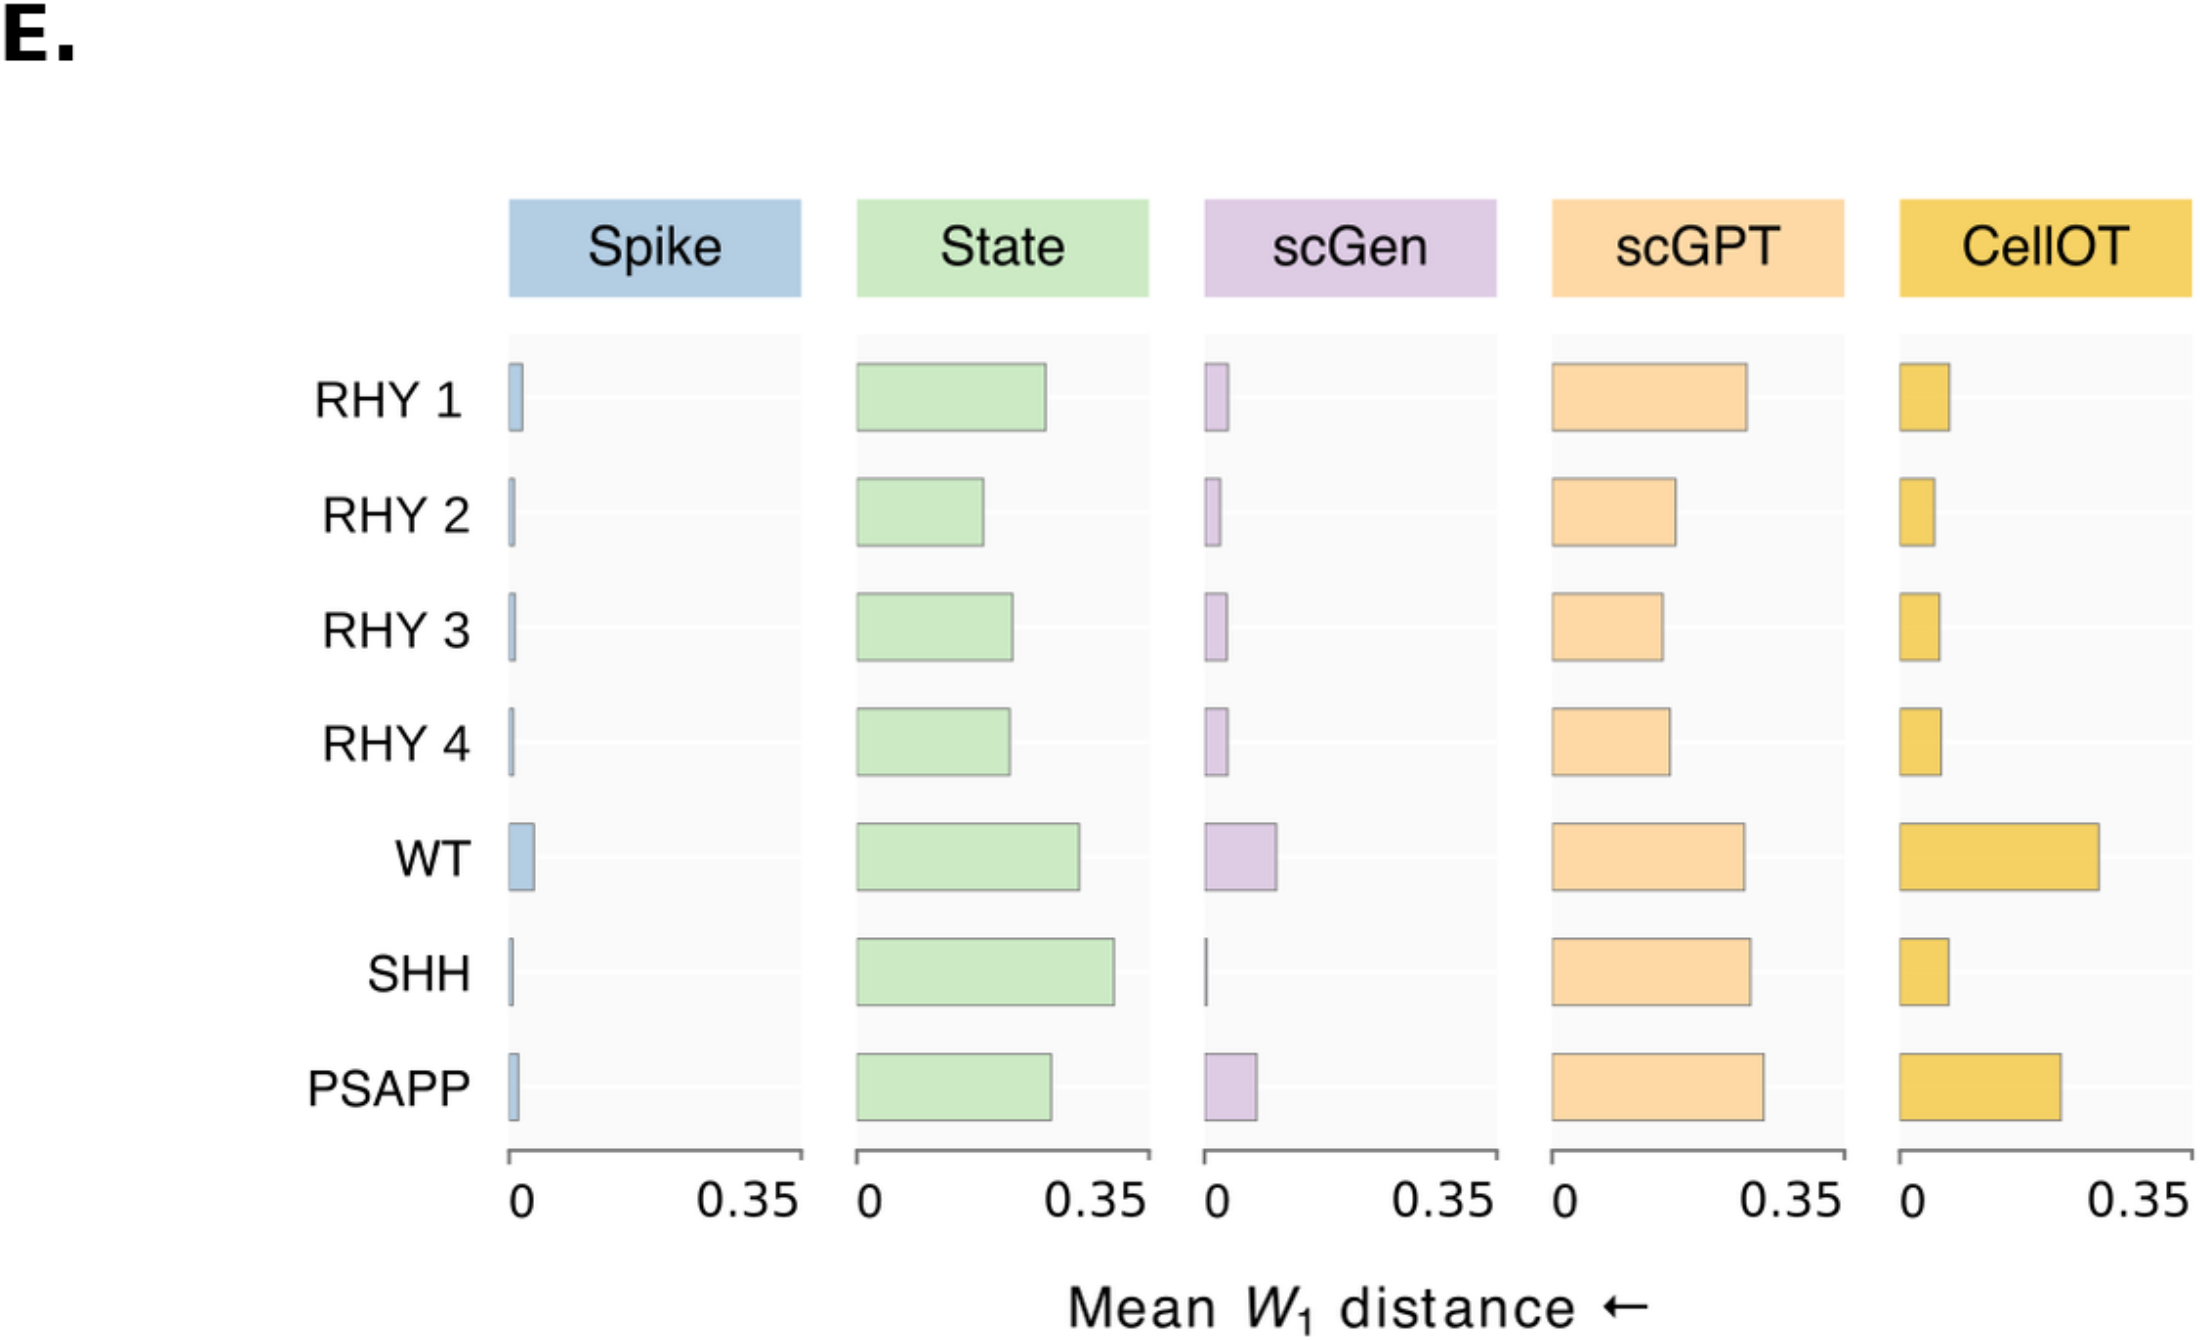 E.
Spike State scGen scGPT CellOT
RHY 1
RHY 2
RHY 3
RHY 4
WT
SHH
PSAPP
0 0.35 0 0.35 0 0.35 0 0.35 0 0.35
Mean W₁ distance ←